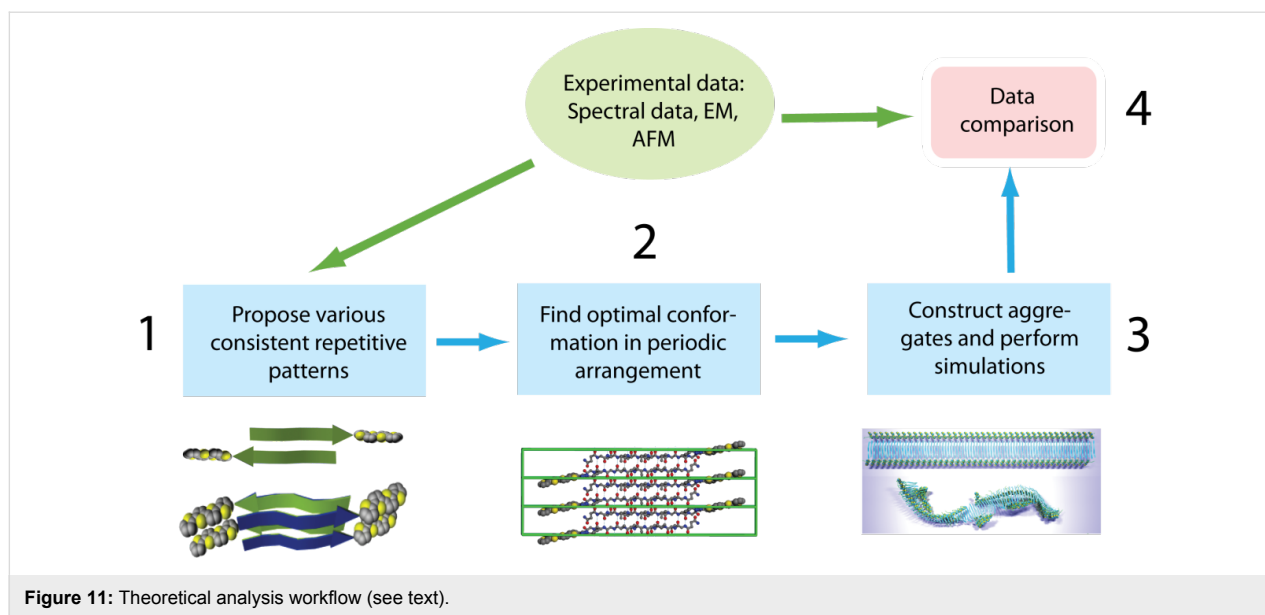 Experimental data:
Spectral data, EM,
AFM
Data
comparison
4
2
1
Propose various
consistent repetitive
patterns
Find optimal confor-
mation in periodic
arrangement
Construct aggre-
gates and perform
simulations
3
Figure 11: Theoretical analysis workflow (see text).